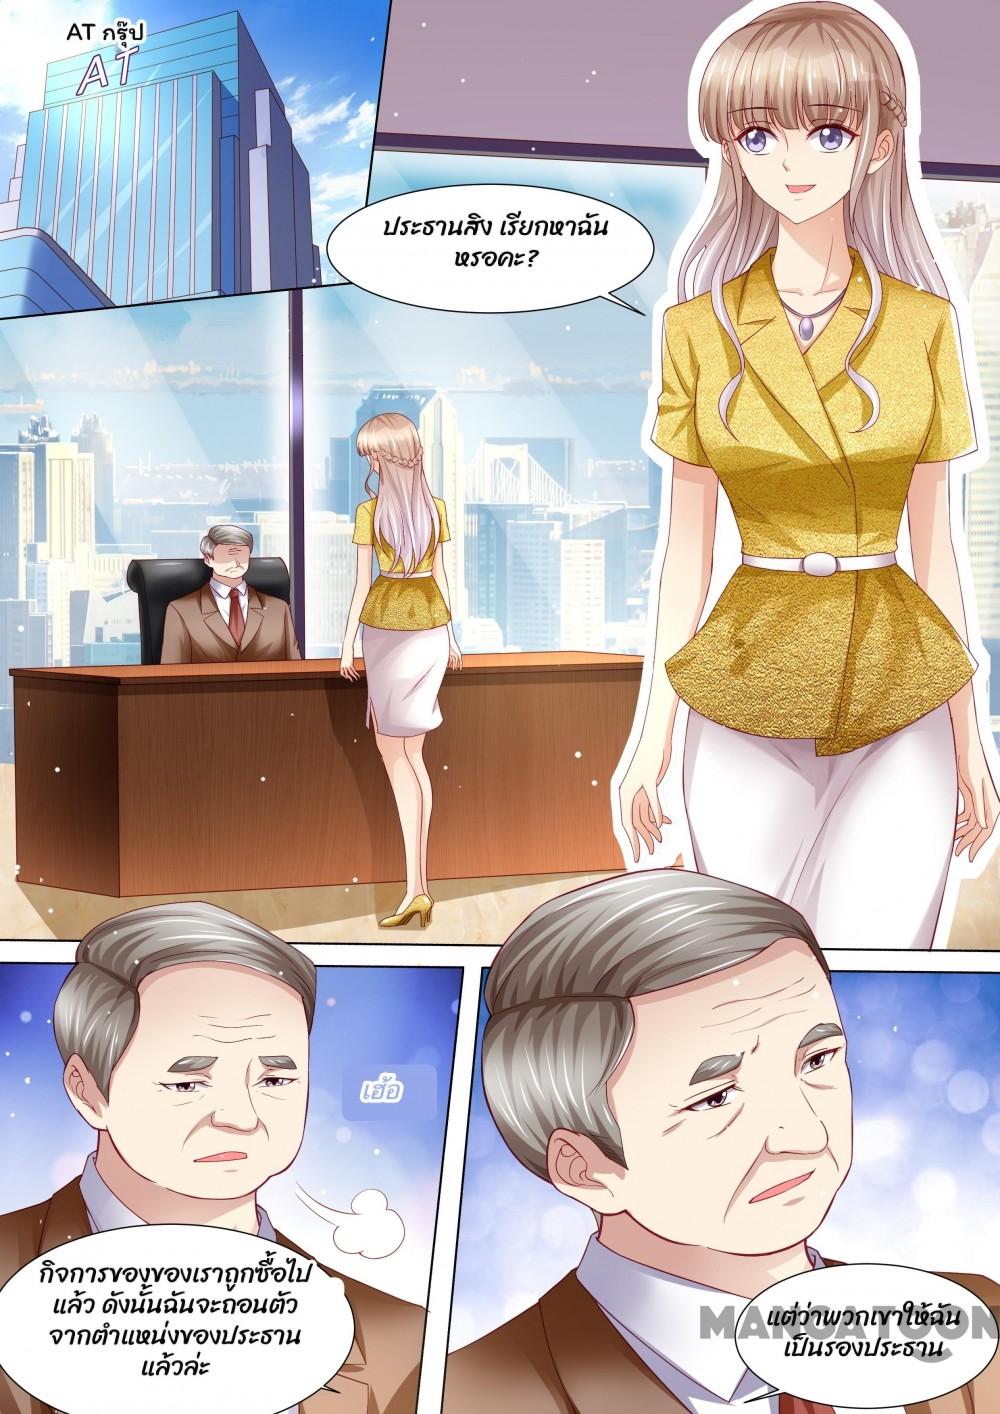 AT กรุ๊ป
AT
ประธานสิง เรียกหาฉัน
หรอคะ?
เฮ้อ
กิจการของของเราถูกซื้อไป
แล้ว ดังนั้นฉันจะถอนตัว
จากตำแหน่งของประธาน
แล้วล่ะ
แต่ว่าพวกเขาให้ฉัน
เป็นรองประธาน
MANGATOON